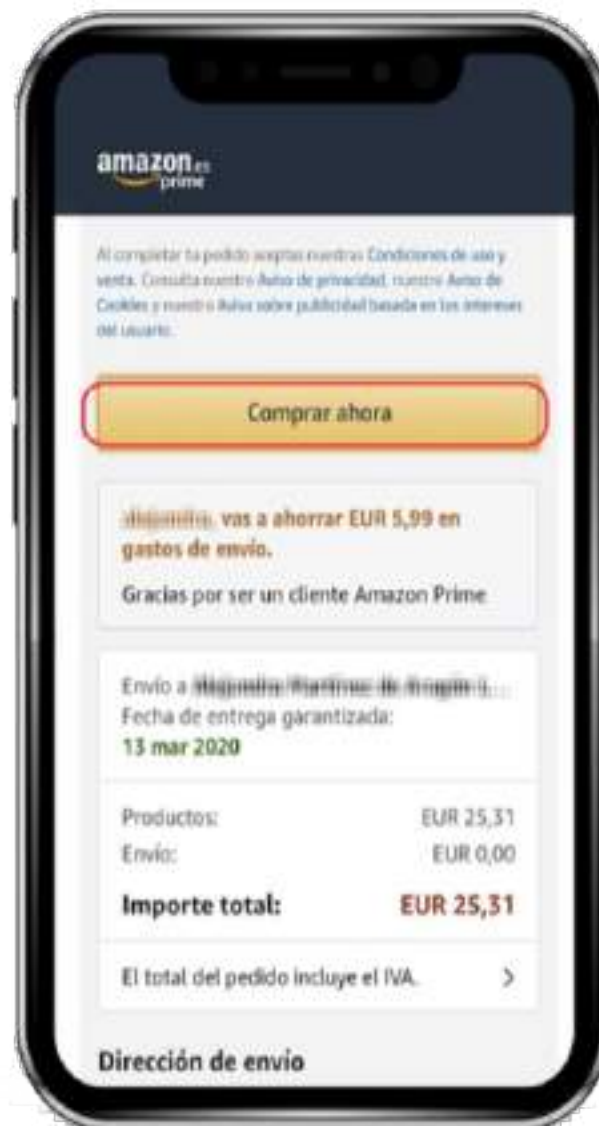 amazon.es
prime
Al completar tu pedido aceptas nuestras Condiciones de uso y
venta. Consulta nuestro Aviso de privacidad, nuestro Aviso de
Cookies y nuestro Aviso sobre publicidad basada en los intereses
del usuario.
Comprar ahora
vas a ahorrar EUR 5,99 en
gastos de envío.
Gracias por ser un cliente Amazon Prime
Envío a
Fecha de entrega garantizada:
13 mar 2020
Productos: EUR 25,31
Envío: EUR 0,00
Importe total: EUR 25,31
El total del pedido incluye el IVA.
Dirección de envío